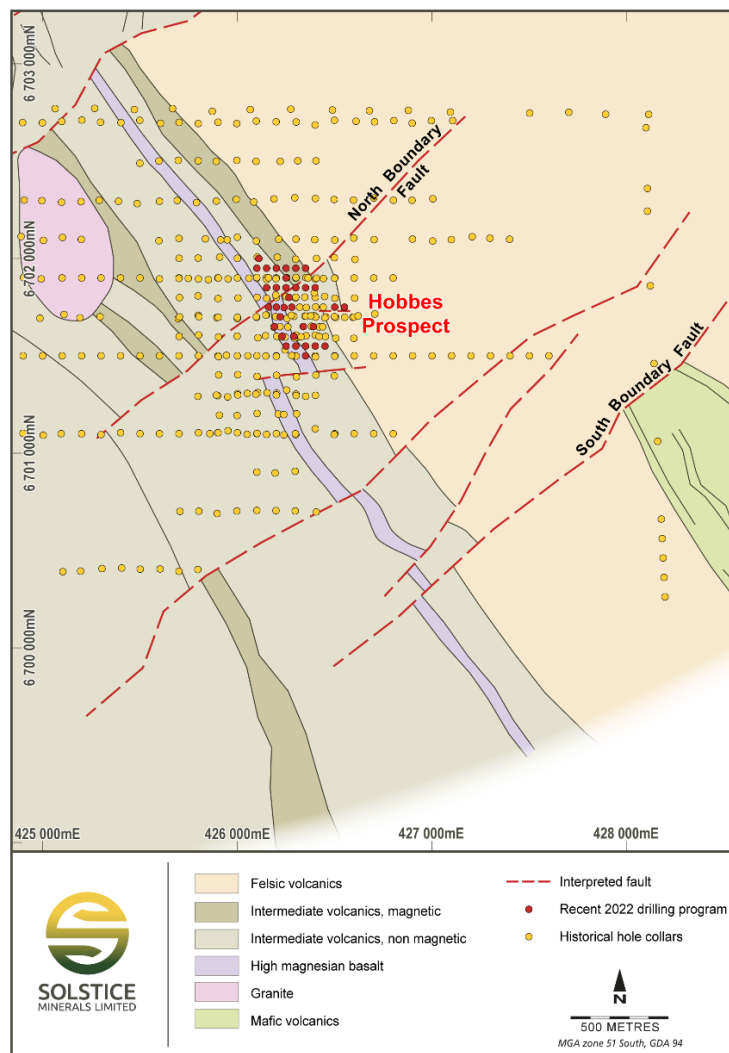 6 703 000mN
North Boundary
Fault
6 702 000mN
Hobbes
Prospect
South Boundary Fault
6 701 000mN
6 700 000mN
425 000mE
426 000mE
427 000mE
428 000mE
Felsic volcanics
Intermediate volcanics, magnetic
Intermediate volcanics, non magnetic
High magnesian basalt
Granite
Mafic volcanics
Interpreted fault
Recent 2022 drilling program
Historical hole collars
SOLSTICE
MINERALS LIMITED
N
500 METRES
MGA zone 51 South, GDA 94